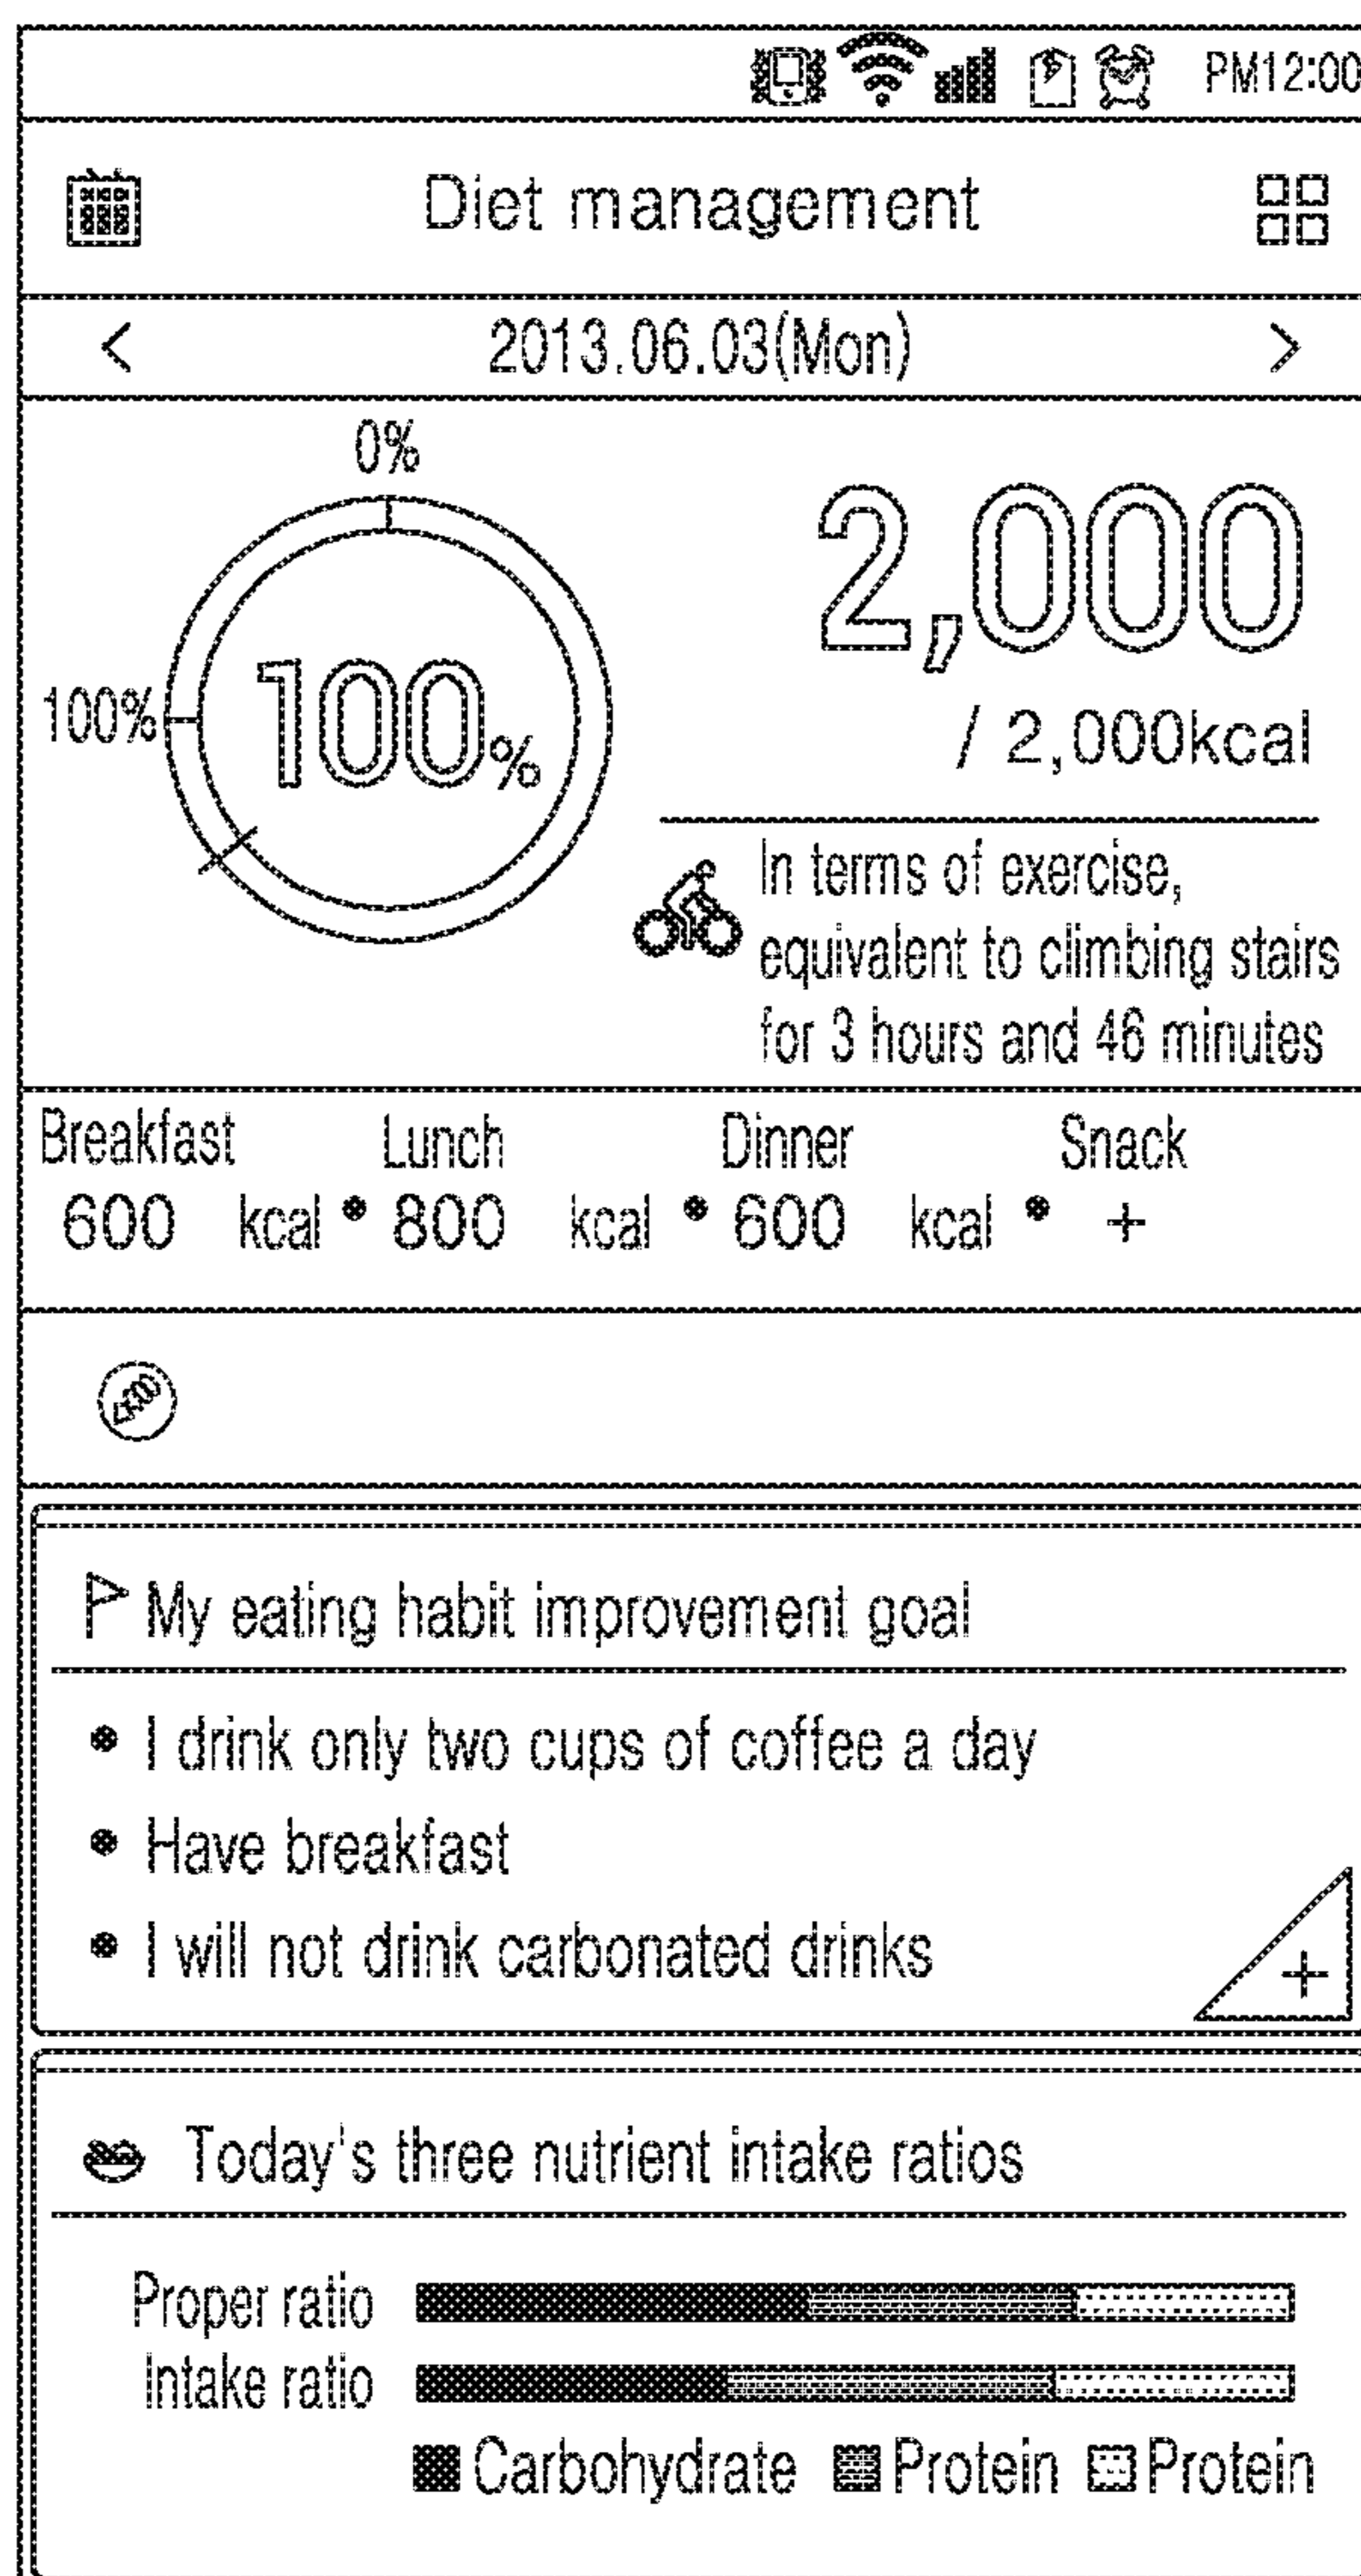 PM12:00
Diet management
< 2013.06.03(Mon) >
0%
100%
100%
2,000
/ 2,000kcal
In terms of exercise,
equivalent to climbing stairs
for 3 hours and 46 minutes
Breakfast Lunch Dinner Snack
600 kcal • 800 kcal • 600 kcal • +
My eating habit improvement goal
• I drink only two cups of coffee a day
• Have breakfast
• I will not drink carbonated drinks
+
Today's three nutrient intake ratios
Proper ratio
Intake ratio
Carbohydrate Protein Protein